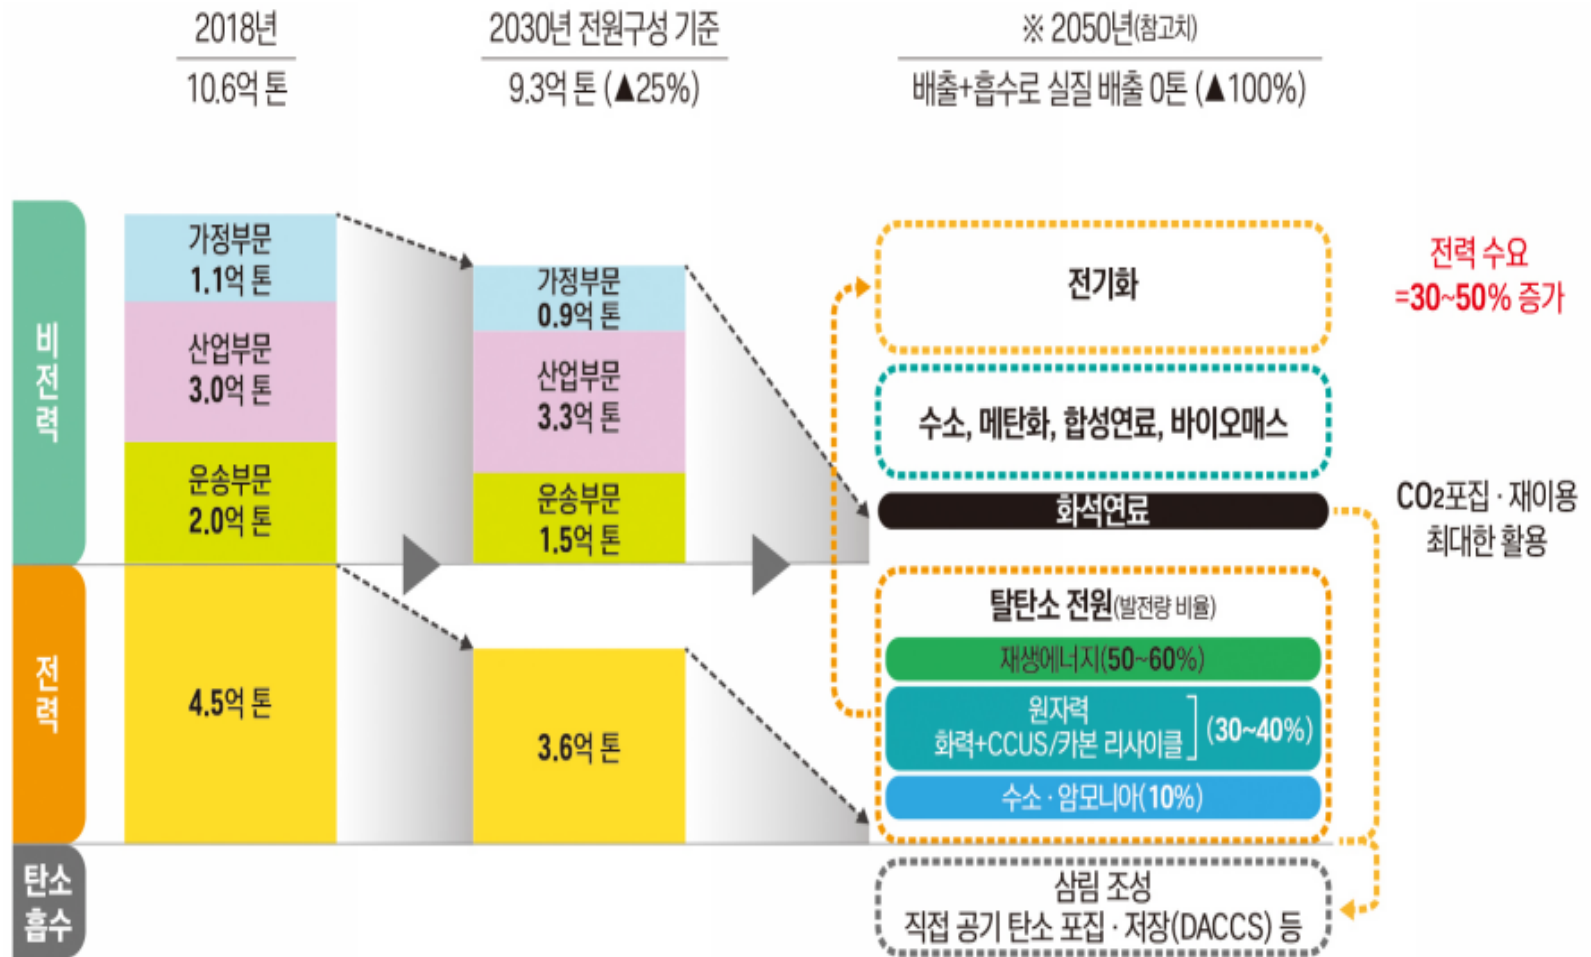 2018년
10.6억 톤
2030년 전원구성 기준
9.3억 톤 (▲25%)
※ 2050년(참고치)
배출+흡수로 실질 배출 0톤 (▲100%)
비전력
가정부문
1.1억 톤
산업부문
3.0억 톤
운송부문
2.0억 톤
가정부문
0.9억 톤
산업부문
3.3억 톤
운송부문
1.5억 톤
전기화
전력 수요
=30~50% 증가
수소, 메탄화, 합성연료, 바이오매스
화석연료
CO2포집 · 재이용
최대한 활용
전력
4.5억 톤
3.6억 톤
탈탄소 전원(발전량 비율)
재생에너지(50~60%)
원자력
화력+CCUS/카본 리사이클
(30~40%)
수소 · 암모니아(10%)
탄소
흡수
삼림 조성
직접 공기 탄소 포집 · 저장(DACCS) 등